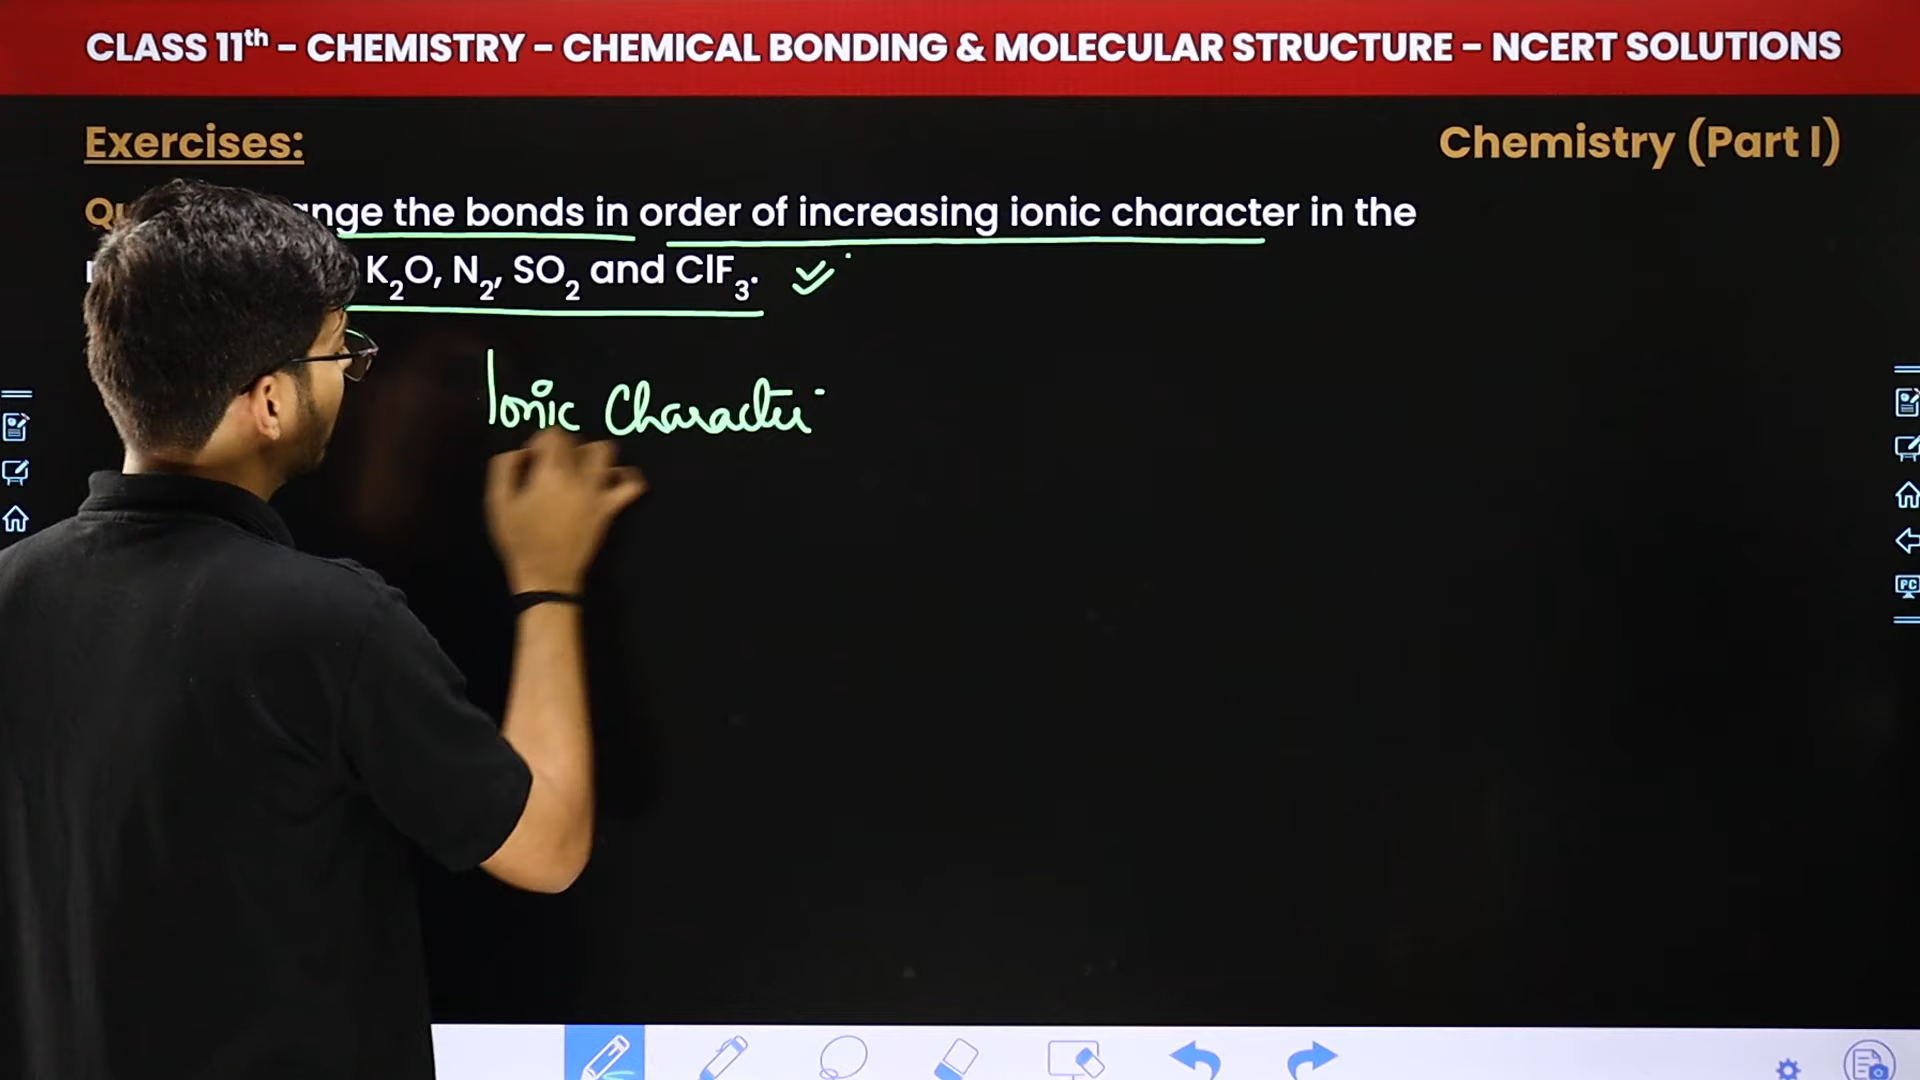 CLASS 11th – CHEMISTRY – CHEMICAL BONDING & MOLECULAR STRUCTURE – NCERT SOLUTIONS
Exercises:
Chemistry (Part I)
the bonds in order of increasing ionic character in the
K2O, N2, SO2 and ClF3.
Ionic Character
PC